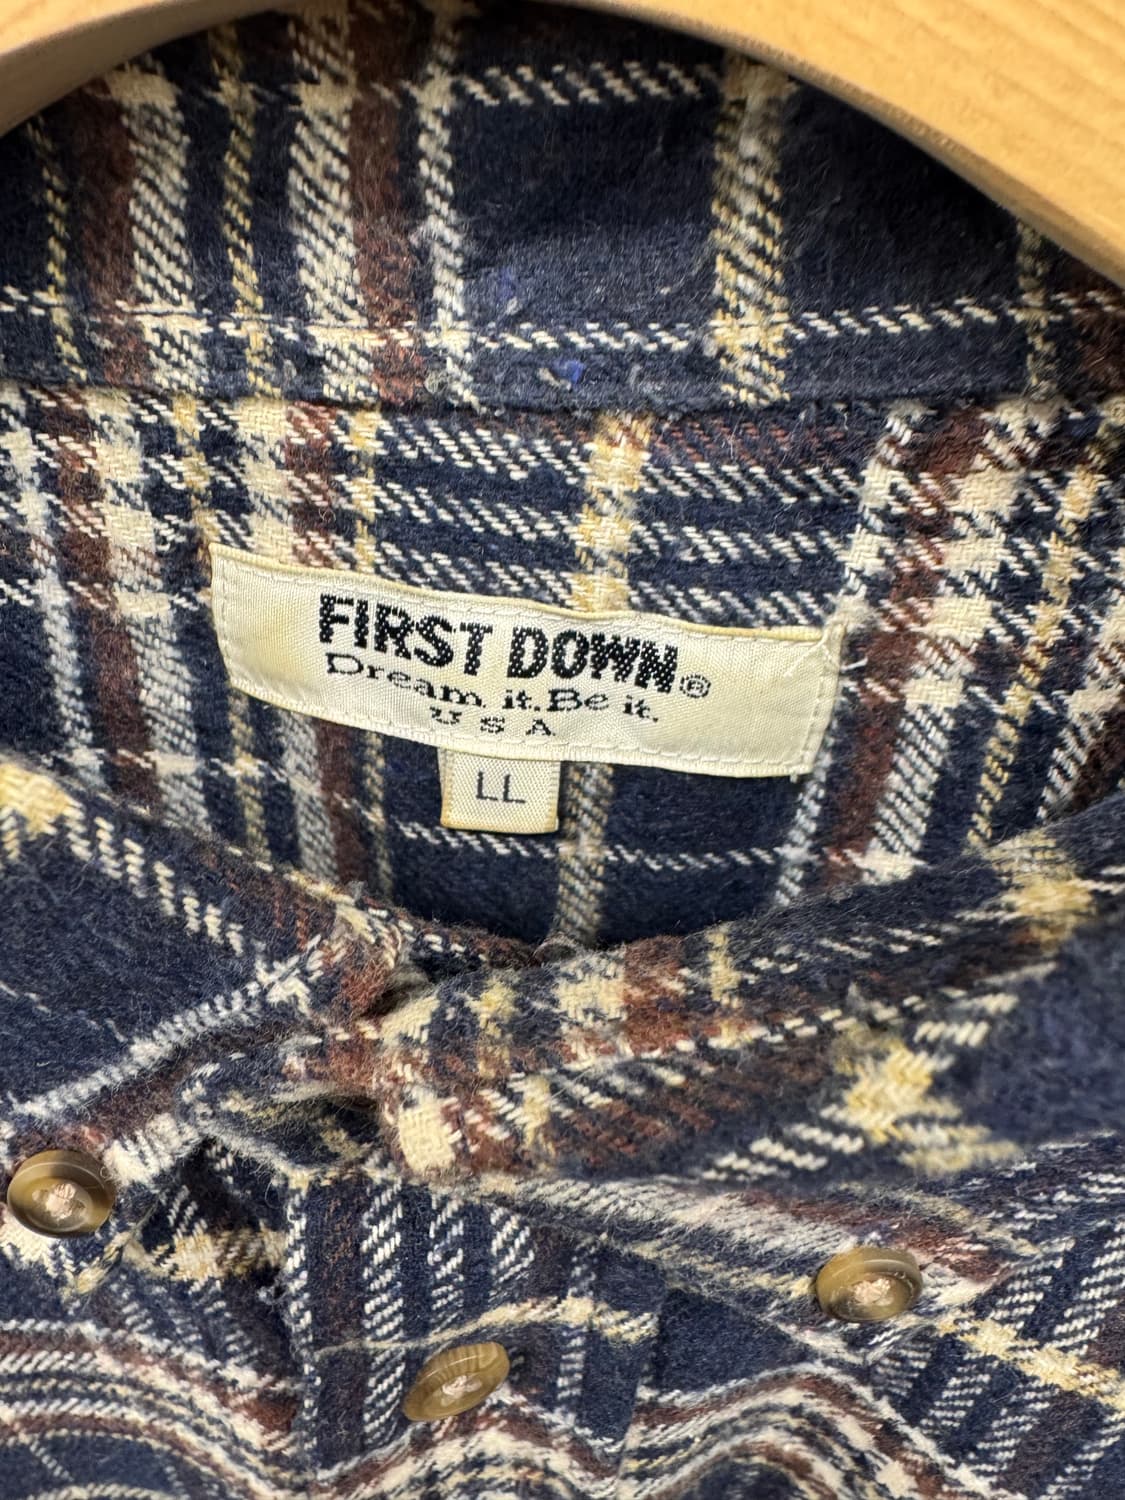 FIRST DOWN®
Dream it. Be it.
U S A
LL